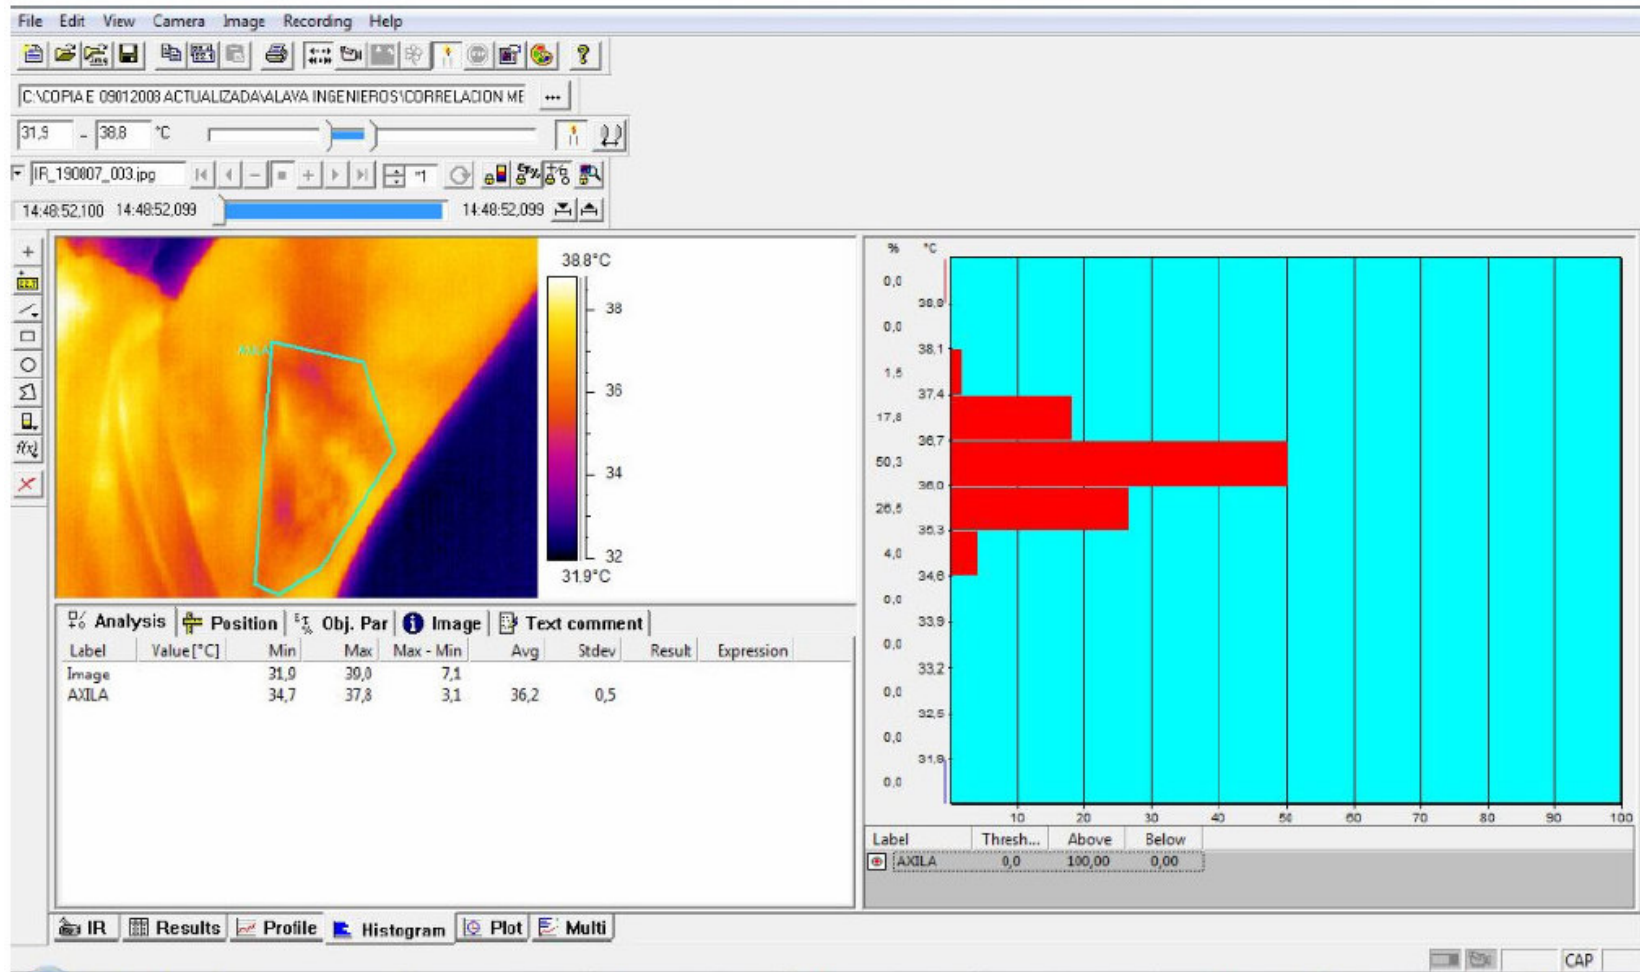 File Edit View Camera Image Recording Help
C:\COPIA E 09012008 ACTUALIZADA\ALAVA INGENIEROS\CORRELACION ME ...
31,9 - 38,8 °C
IR_190807_003.jpg "1
14:48:52,100 14:48:52,099 14:48:52,099
AXILA
38.8°C
38
36
34
32
31.9°C
% °C
0,0
38.8
0,0
38.1
1,5
37.4
17,8
36.7
50,3
36.0
26,5
35.3
4,0
34.6
0,0
33.9
0,0
33.2
0,0
32.5
0,0
31.9
0,0
10 20 30 40 50 60 70 80 90 100
Analysis Position Obj. Par Image Text comment
Label Value[°C] Min Max Max - Min Avg Stdev Result Expression
Image 31,9 39,0 7,1
AXILA 34,7 37,8 3,1 36,2 0,5
Label Thresh... Above Below
AXILA 0,0 100,00 0,00
IR Results Profile Histogram Plot Multi
CAP